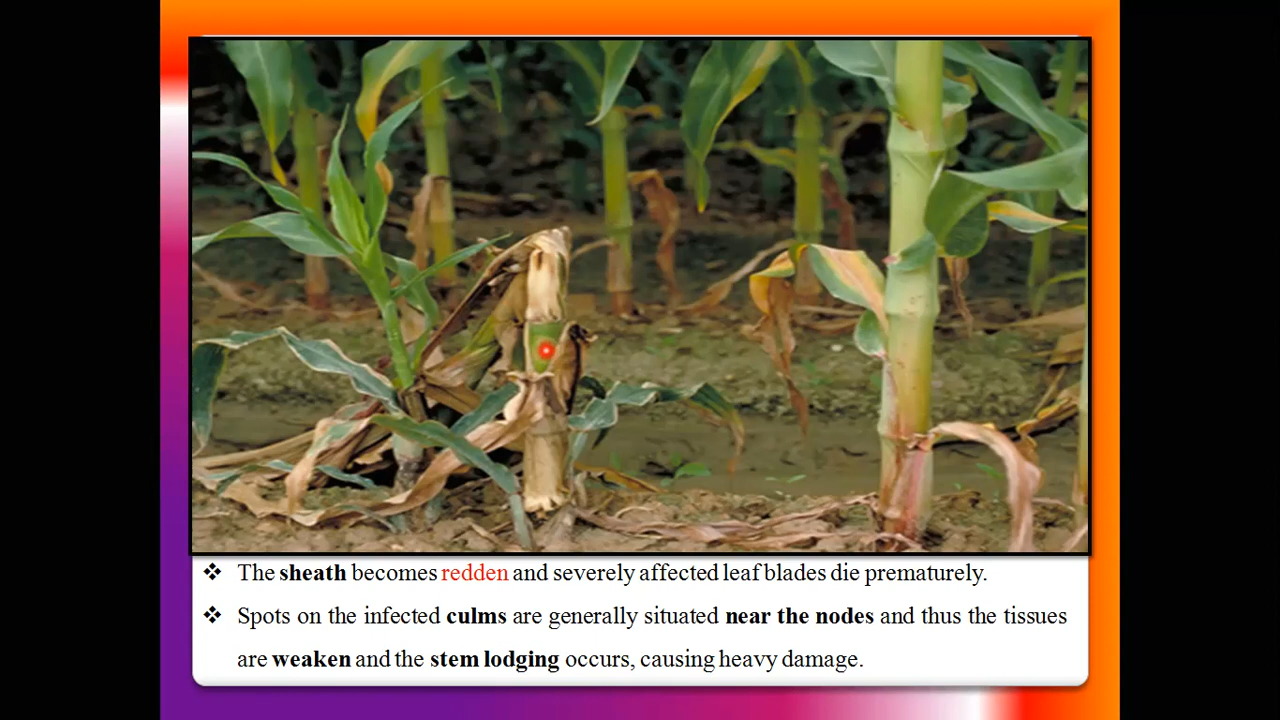 ❖ The sheath becomes redden and severely affected leaf blades die prematurely.
❖ Spots on the infected culms are generally situated near the nodes and thus the tissues
are weaken and the stem lodging occurs, causing heavy damage.